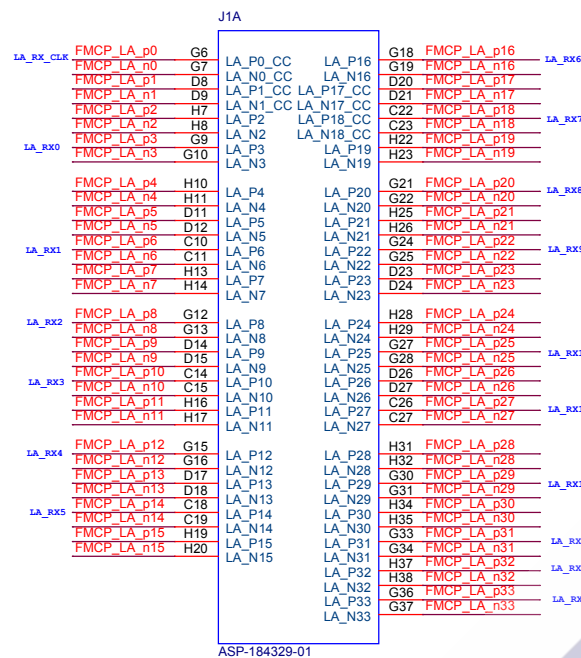 J1A
LA_RX_CLK FMCP_LA_p0 G6 LA_P0_CC LA_P16 G18 FMCP_LA_p16 LA_RX6
FMCP_LA_n0 G7 LA_N0_CC LA_N16 G19 FMCP_LA_n16
FMCP_LA_p1 D8 LA_P1_CC LA_P17_CC D20 FMCP_LA_p17
FMCP_LA_n1 D9 LA_N1_CC LA_N17_CC D21 FMCP_LA_n17
FMCP_LA_p2 H7 LA_P2 LA_P18_CC C22 FMCP_LA_p18 LA_RX7
FMCP_LA_n2 H8 LA_N2 LA_N18_CC C23 FMCP_LA_n18
LA_RX0 FMCP_LA_p3 G9 LA_P3 LA_P19 H22 FMCP_LA_p19
FMCP_LA_n3 G10 LA_N3 LA_N19 H23 FMCP_LA_n19
FMCP_LA_p4 H10 LA_P4 LA_P20 G21 FMCP_LA_p20 LA_RX8
FMCP_LA_n4 H11 LA_N4 LA_N20 G22 FMCP_LA_n20
FMCP_LA_p5 D11 LA_P5 LA_P21 H25 FMCP_LA_p21
FMCP_LA_n5 D12 LA_N5 LA_N21 H26 FMCP_LA_n21
LA_RX1 FMCP_LA_p6 C10 LA_P6 LA_P22 G24 FMCP_LA_p22 LA_RX9
FMCP_LA_n6 C11 LA_N6 LA_N22 G25 FMCP_LA_n22
FMCP_LA_p7 H13 LA_P7 LA_P23 D23 FMCP_LA_p23
FMCP_LA_n7 H14 LA_N7 LA_N23 D24 FMCP_LA_n23
LA_RX2 FMCP_LA_p8 G12 LA_P8 LA_P24 H28 FMCP_LA_p24
FMCP_LA_n8 G13 LA_N8 LA_N24 H29 FMCP_LA_n24
FMCP_LA_p9 D14 LA_P9 LA_P25 G27 FMCP_LA_p25 LA_RX1
FMCP_LA_n9 D15 LA_N9 LA_N25 G28 FMCP_LA_n25
LA_RX3 FMCP_LA_p10 C14 LA_P10 LA_P26 D26 FMCP_LA_p26
FMCP_LA_n10 C15 LA_N10 LA_N26 D27 FMCP_LA_n26
FMCP_LA_p11 H16 LA_P11 LA_P27 C26 FMCP_LA_p27 LA_RX1
FMCP_LA_n11 H17 LA_N11 LA_N27 C27 FMCP_LA_n27
LA_RX4 FMCP_LA_p12 G15 LA_P12 LA_P28 H31 FMCP_LA_p28
FMCP_LA_n12 G16 LA_N12 LA_N28 H32 FMCP_LA_n28
FMCP_LA_p13 D17 LA_P13 LA_P29 G30 FMCP_LA_p29 LA_RX1
FMCP_LA_n13 D18 LA_N13 LA_N29 G31 FMCP_LA_n29
LA_RX5 FMCP_LA_p14 C18 LA_P14 LA_P30 H34 FMCP_LA_p30
FMCP_LA_n14 C19 LA_N14 LA_N30 H35 FMCP_LA_n30
FMCP_LA_p15 H19 LA_P15 LA_P31 G33 FMCP_LA_p31 LA_RX
FMCP_LA_n15 H20 LA_N15 LA_N31 G34 FMCP_LA_n31
LA_P32 H37 FMCP_LA_p32 LA_RX
LA_N32 H38 FMCP_LA_n32
LA_P33 G36 FMCP_LA_p33 LA_RX
LA_N33 G37 FMCP_LA_n33
ASP-184329-01